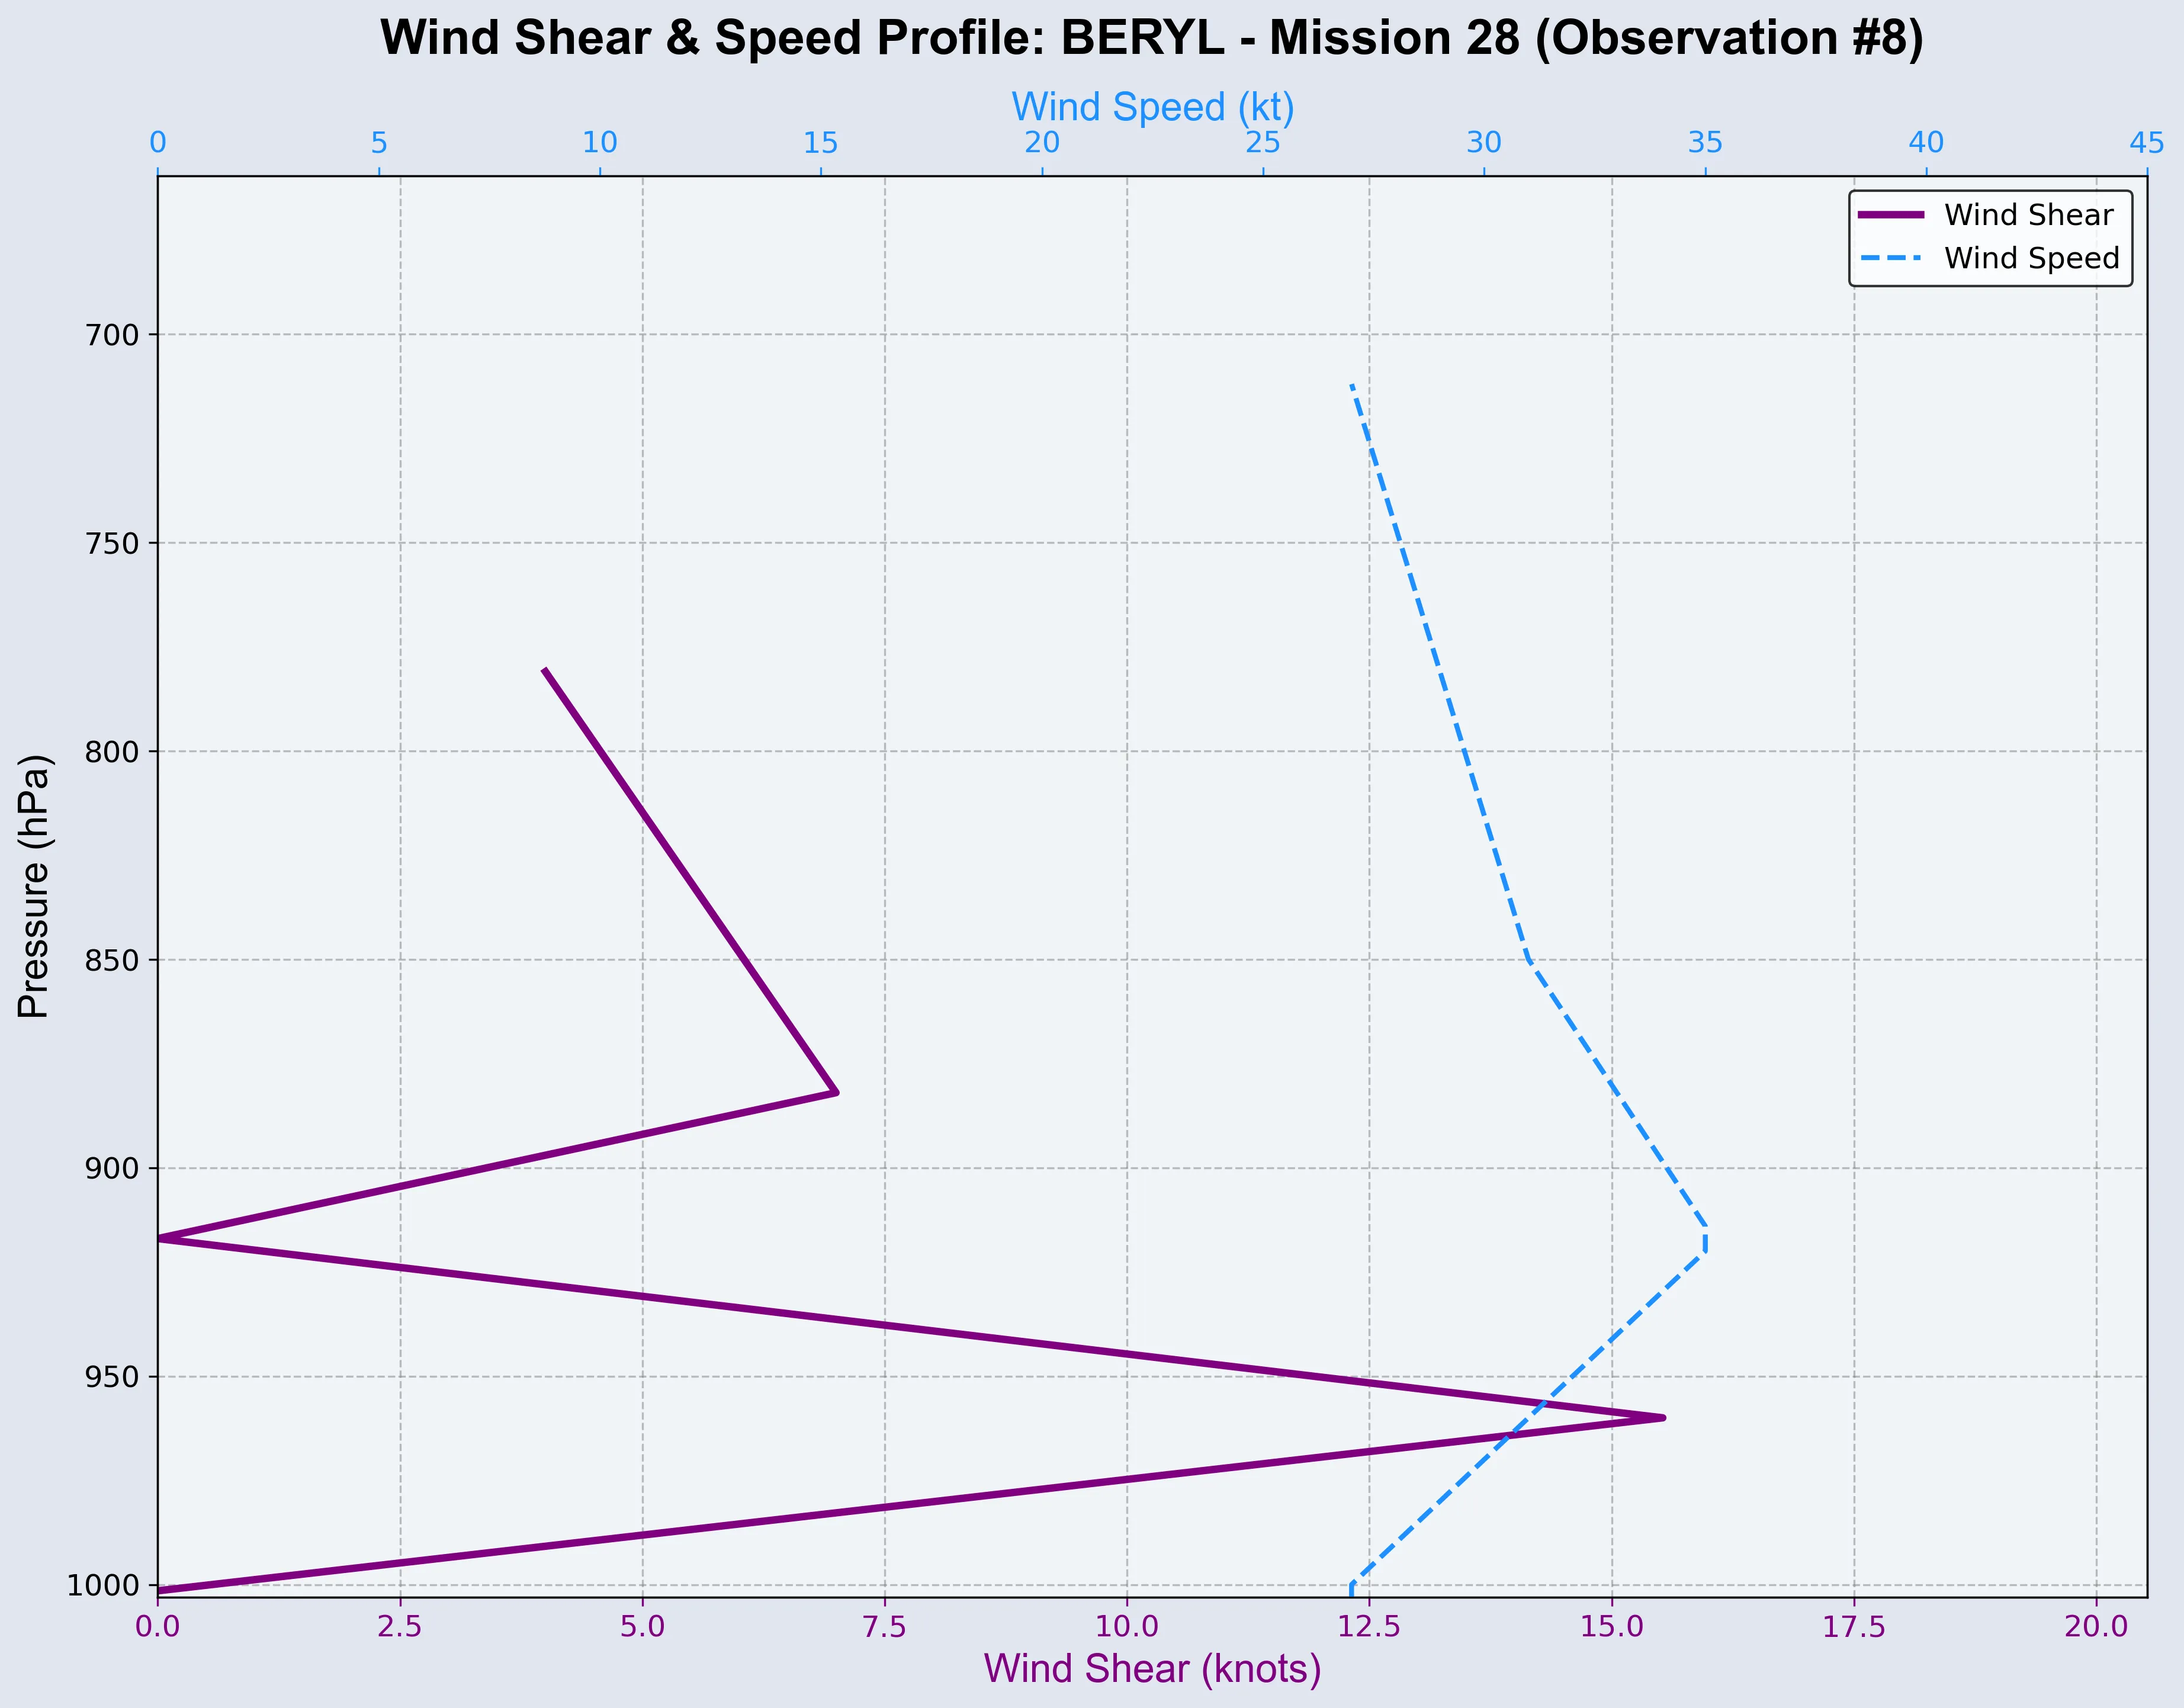 Wind Shear & Speed Profile: BERYL - Mission 28 (Observation #8)
Wind Speed (kt)
0 5 10 15 20 25 30 35 40 45
Wind Shear
Wind Speed
Pressure (hPa)
700
750
800
850
900
950
1000
0.0 2.5 5.0 7.5 10.0 12.5 15.0 17.5 20.0
Wind Shear (knots)